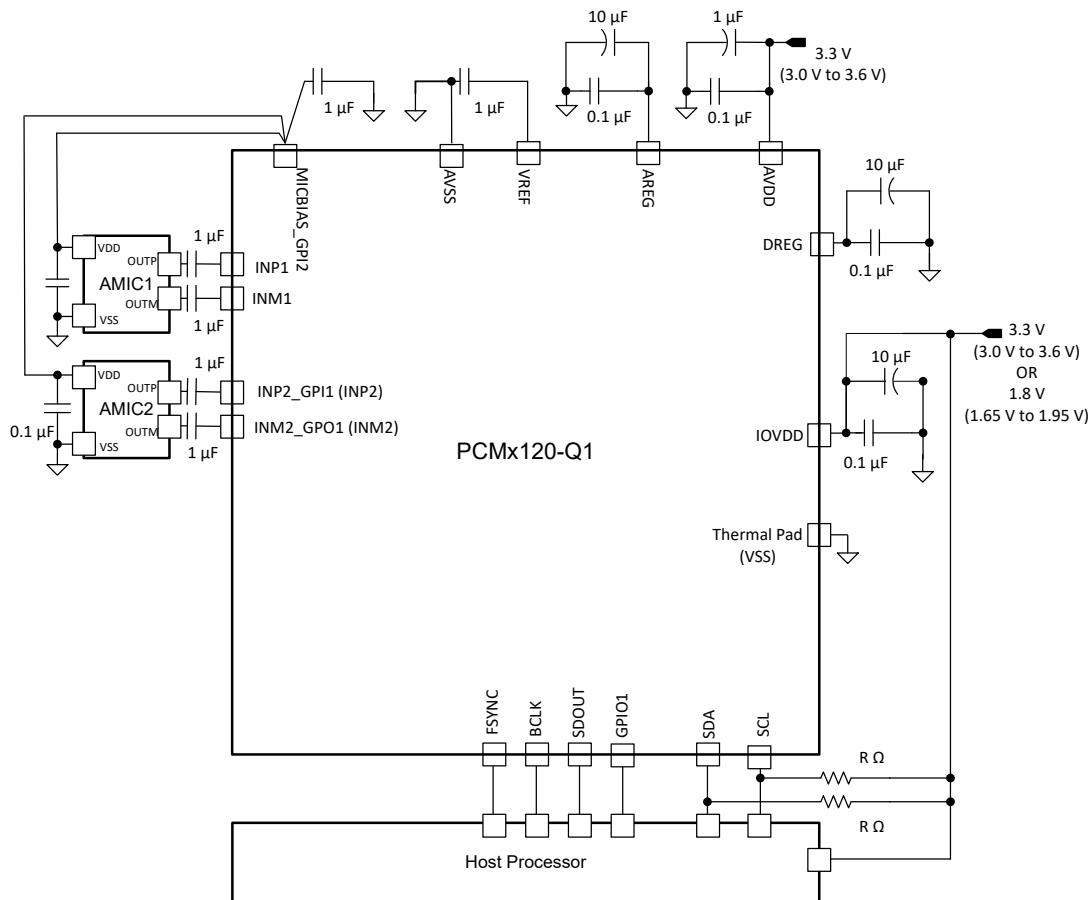 10 µF
1 µF
3.3 V
(3.0 V to 3.6 V)
1 µF
1 µF
0.1 µF
0.1 µF
MICBIAS_GPI2
AVSS
VREF
AREG
AVDD
10 µF
DREG
0.1 µF
1 µF
VDD
OUTP
AMIC1
OUTM
VSS
INP1
INM1
1 µF
3.3 V
(3.0 V to 3.6 V)
OR
1.8 V
(1.65 V to 1.95 V)
10 µF
IOVDD
0.1 µF
1 µF
VDD
OUTP
AMIC2
OUTM
VSS
0.1 µF
INP2_GPI1 (INP2)
INM2_GPO1 (INM2)
1 µF
PCMx120-Q1
Thermal Pad
(VSS)
FSYNC
BCLK
SDOUT
GPIO1
SDA
SCL
R Ω
R Ω
Host Processor